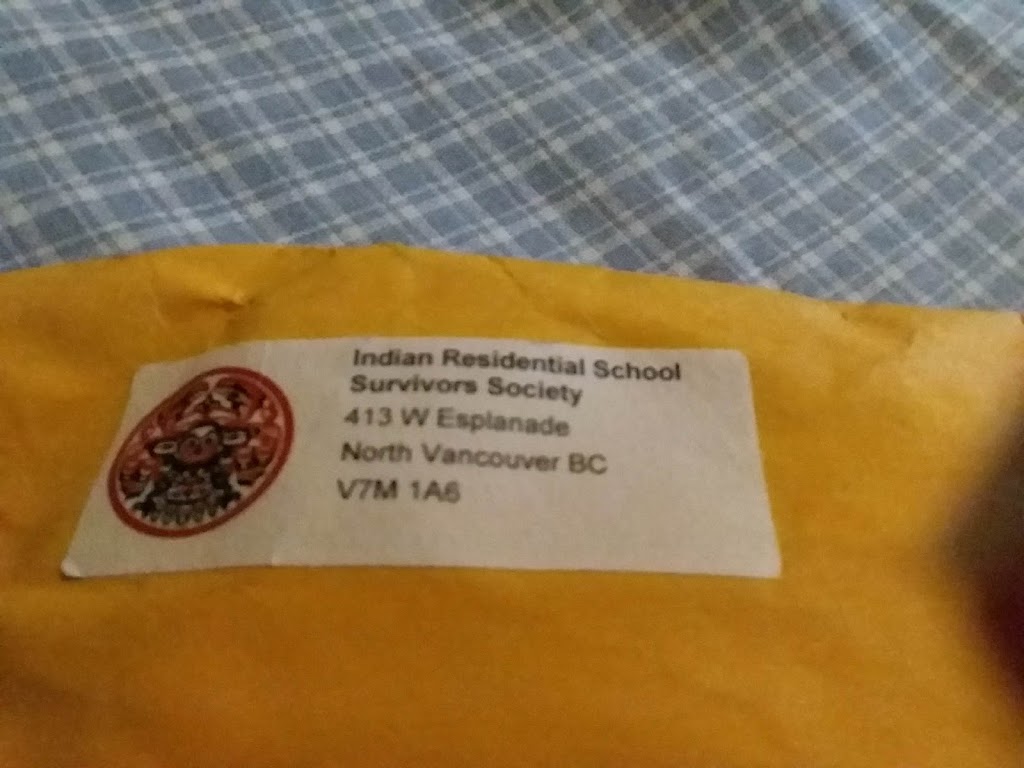 Indian Residential School
Survivors Society
413 W Esplanade
North Vancouver BC
V7M 1A6